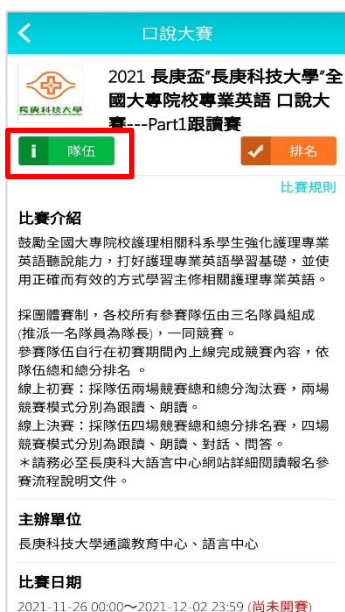 口說大賽
長庚科技大學
2021 長庚盃"長庚科技大學"全
國大專院校專業英語 口說大
賽---Part1跟讀賽
i 隊伍
排名
比賽規則
比賽介紹
鼓勵全國大專院校護理相關科系學生強化護理專業
英語聽說能力，打好護理專業英語學習基礎，並使
用正確而有效的方式學習主修相關護理專業英語。
採團體賽制，各校所有參賽隊伍由三名隊員組成
(推派一名隊員為隊長)，一同競賽。
參賽隊伍自行在初賽期間內上線完成競賽內容，依
隊伍總和總分排名 。
線上初賽：採隊伍兩場競賽總和總分淘汰賽，兩場
競賽模式分別為跟讀、朗讀。
線上決賽：採隊伍四場競賽總和總分排名賽，四場
競賽模式分別為跟讀、朗讀、對話、問答。
＊請務必至長庚科大語言中心網站詳細閱讀報名參
賽流程說明文件。
主辦單位
長庚科技大學通識教育中心、語言中心
比賽日期
2021-11-26 00:00～2021-12-02 23:59 (尚未開賽)